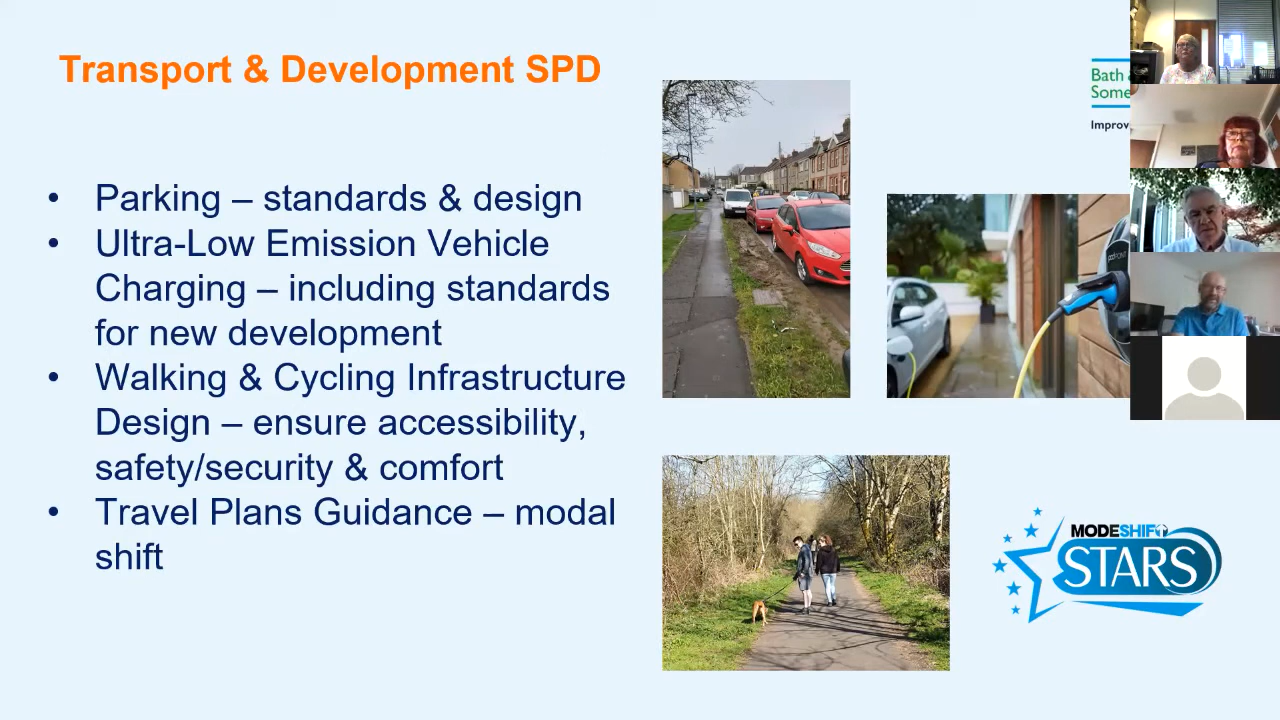 Transport & Development SPD
Bath
Some
Improv
• Parking – standards & design
• Ultra-Low Emission Vehicle
Charging – including standards
for new development
• Walking & Cycling Infrastructure
Design – ensure accessibility,
safety/security & comfort
• Travel Plans Guidance – modal
shift
MODESHIFT
STARS